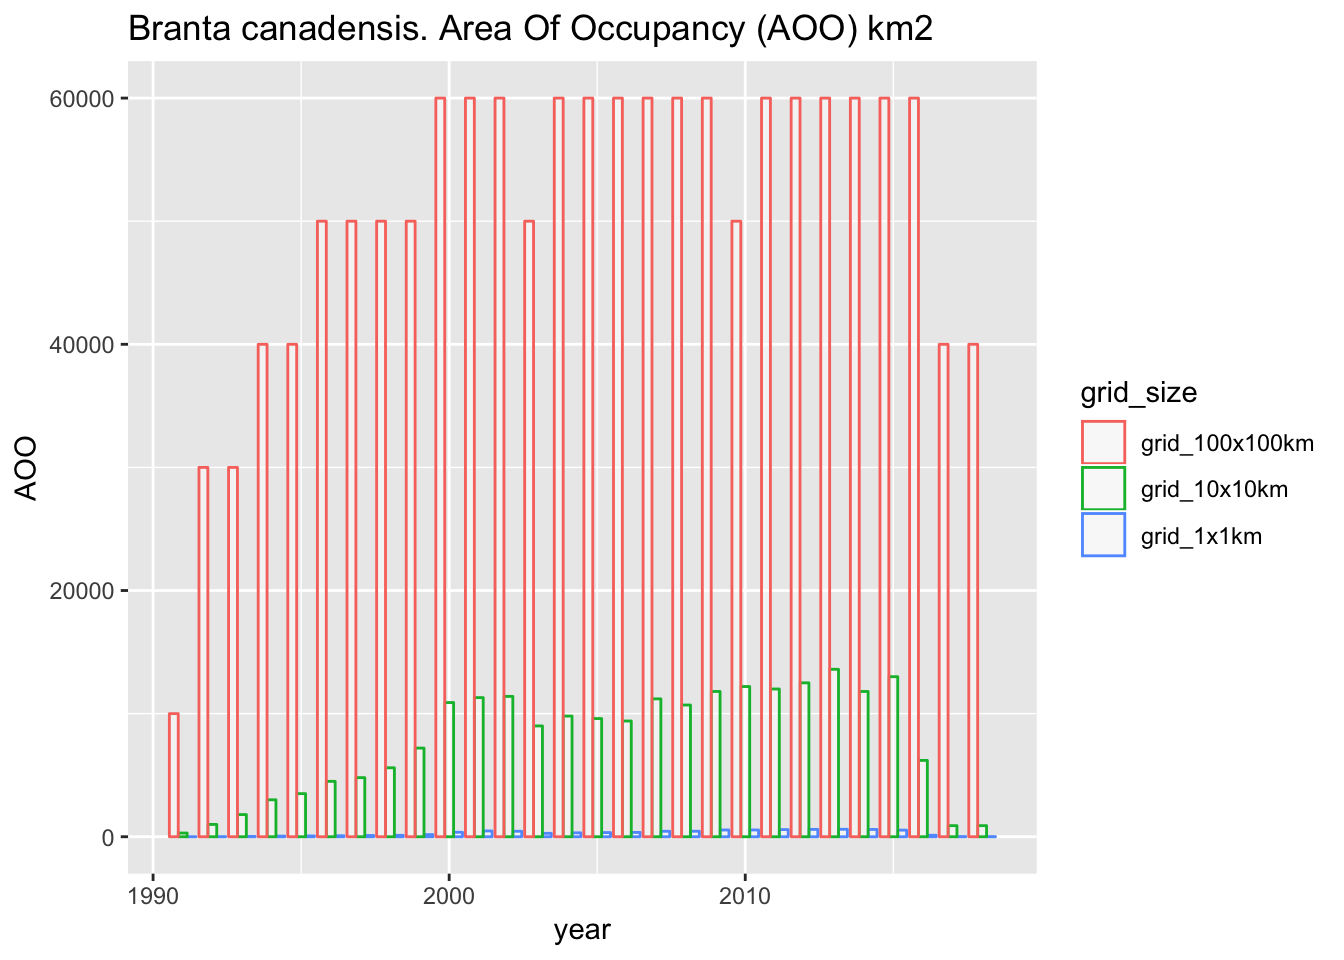 Branta canadensis. Area Of Occupancy (AOO) km2
60000
40000
20000
0
AOO
1990
2000
2010
year
grid_size
grid_100x100km
grid_10x10km
grid_1x1km